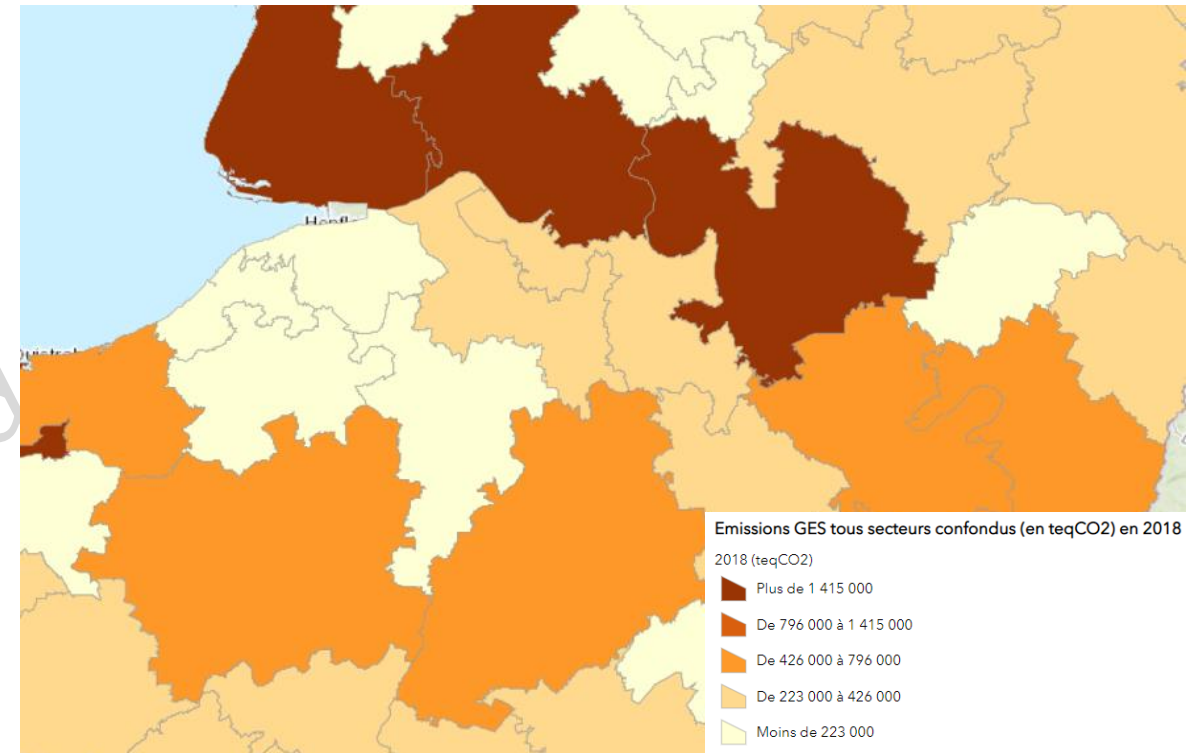 Emissions GES tous secteurs confondus (en teqCO2) en 2018
2018 (teqCO2)
Plus de 1 415 000
De 796 000 à 1 415 000
De 426 000 à 796 000
De 223 000 à 426 000
Moins de 223 000